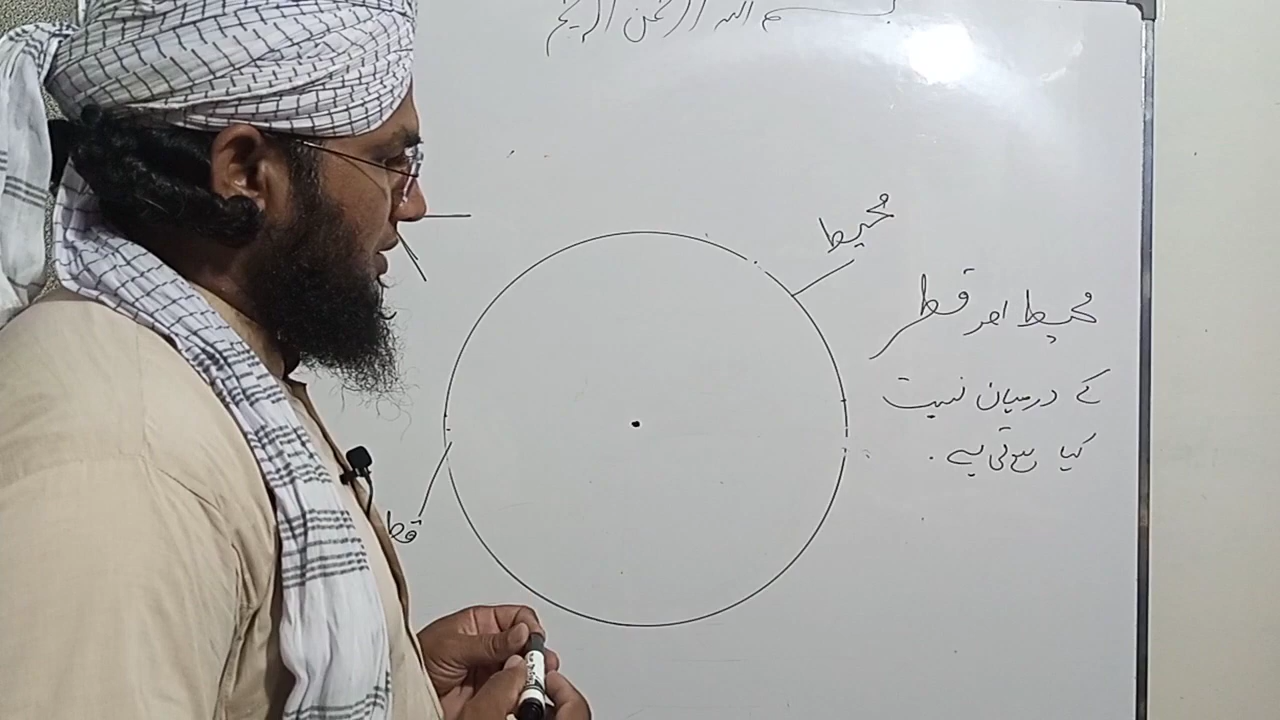 بسم اللہ الرحمن الرحیم
محیط
محیط اور قطر
کے درمیان نسبت
کیا ہوتی ہے.
قطر